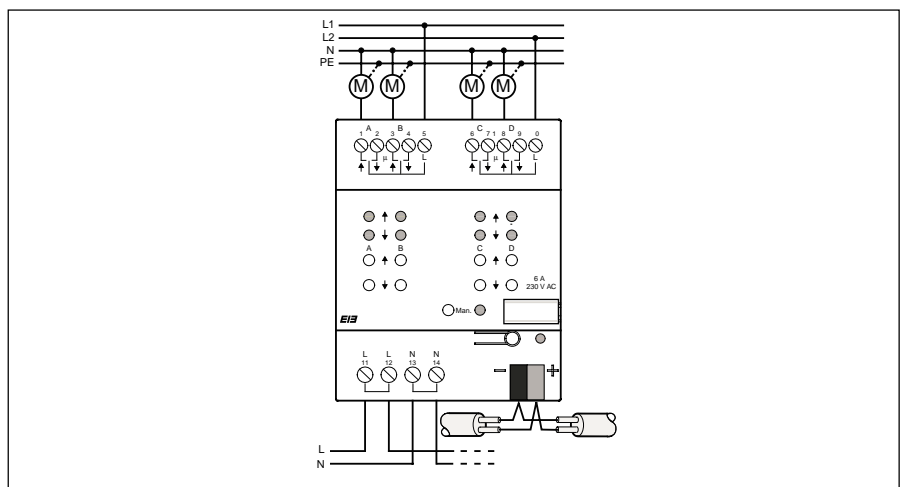 L1
L2
N
PE
M M M M
A B C D
1 2 3 4 5 6 7 1 8 9 0
µ L µ L
A B C D
6 A
230 V AC
Man.
EIB
L L N N
11 12 13 14
− +
L
N